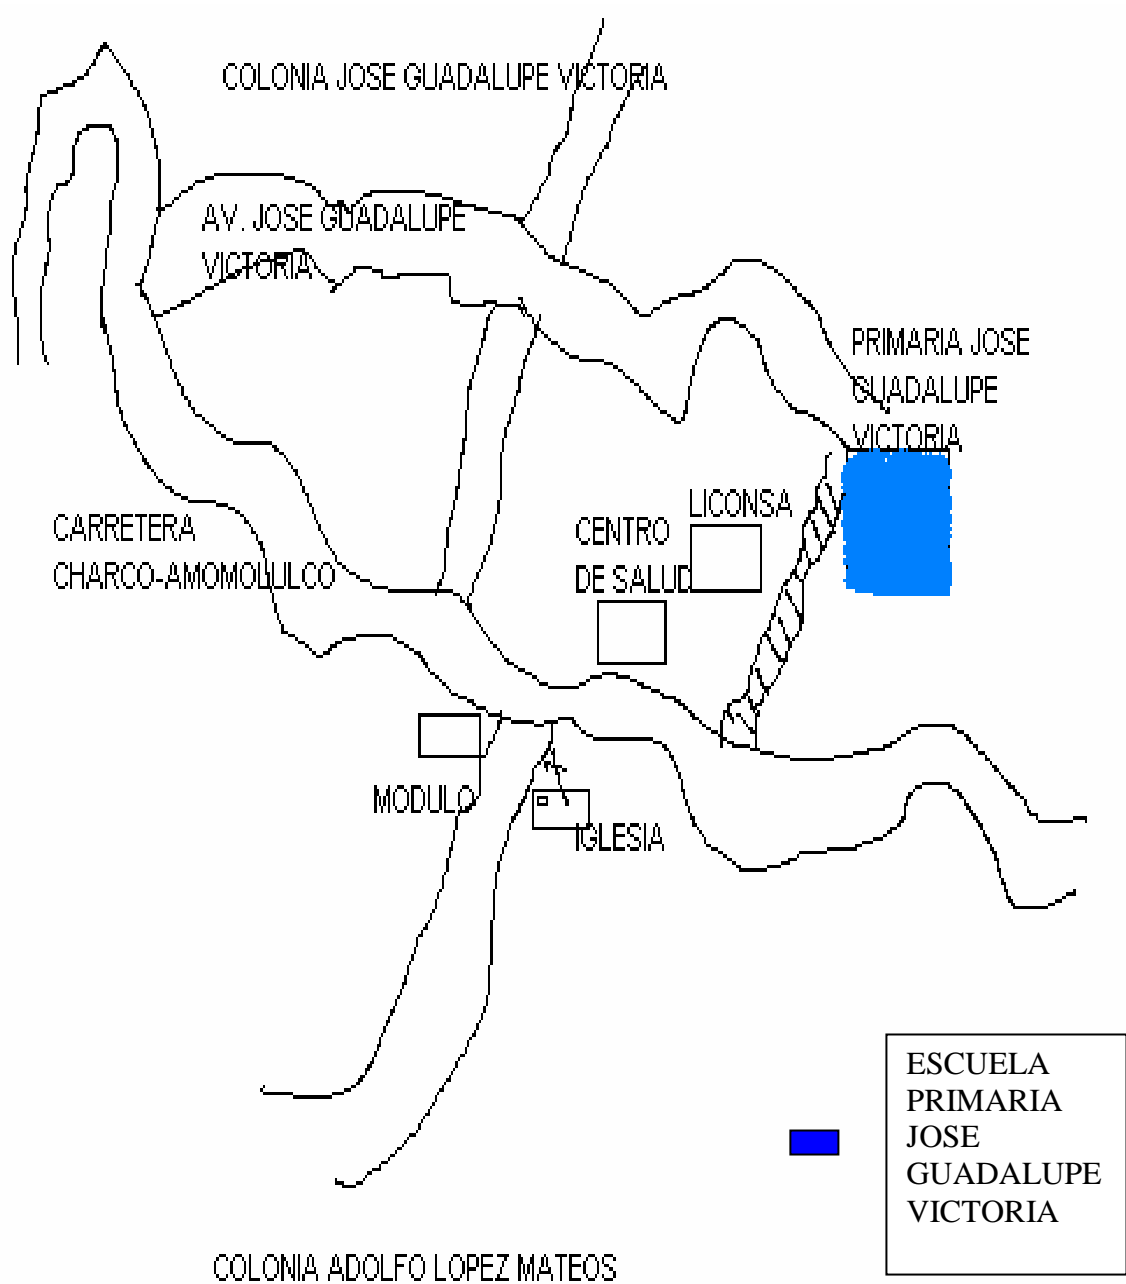 COLONIA JOSE GUADALUPE VICTORIA
AV. JOSE GUADALUPE
VICTORIA
PRIMARIA JOSE
GUADALUPE
VICTORIA
LICONSA
CENTRO
DE SALUD
CARRETERA
CHARCO-AMOMOLULCO
MODULO
IGLESIA
ESCUELA
PRIMARIA
JOSE
GUADALUPE
VICTORIA
COLONIA ADOLFO LOPEZ MATEOS